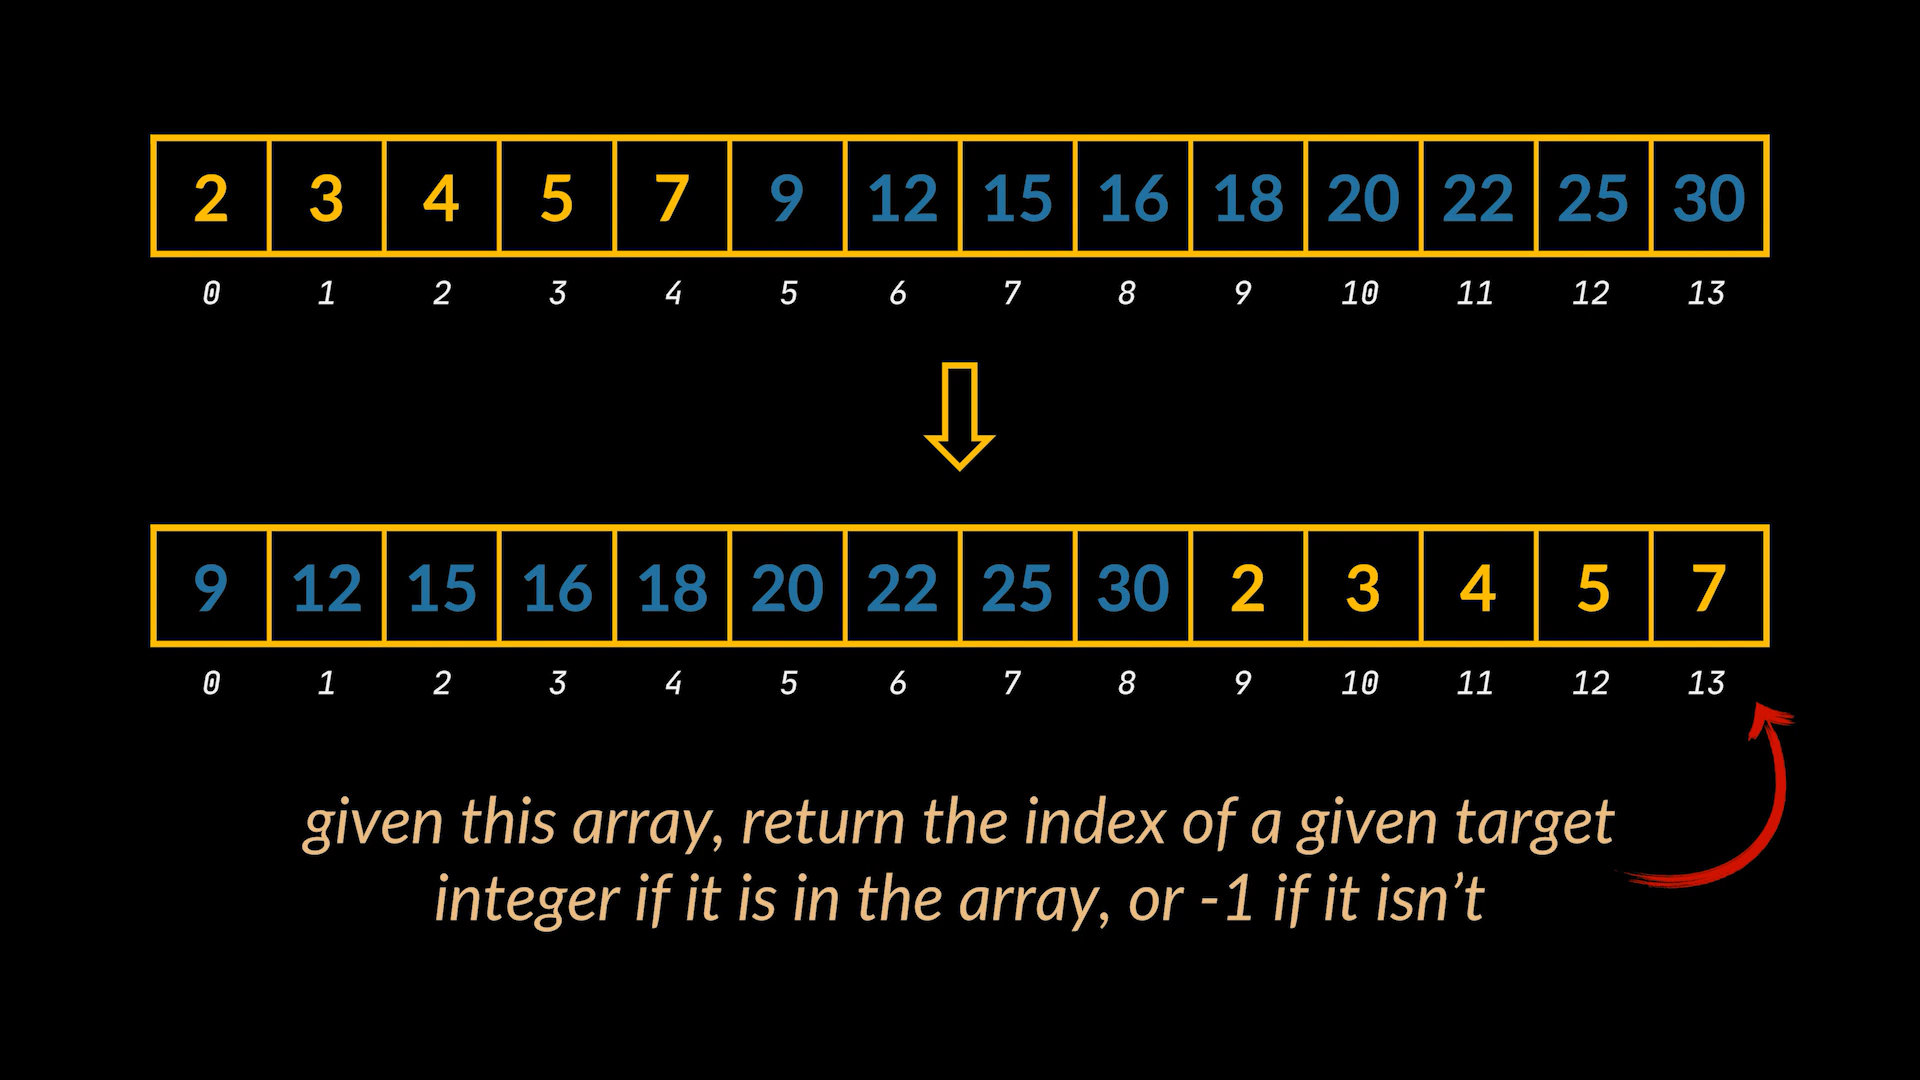 2 3 4 5 7 9 12 15 16 18 20 22 25 30
0 1 2 3 4 5 6 7 8 9 10 11 12 13
9 12 15 16 18 20 22 25 30 2 3 4 5 7
0 1 2 3 4 5 6 7 8 9 10 11 12 13
given this array, return the index of a given target
integer if it is in the array, or -1 if it isn’t